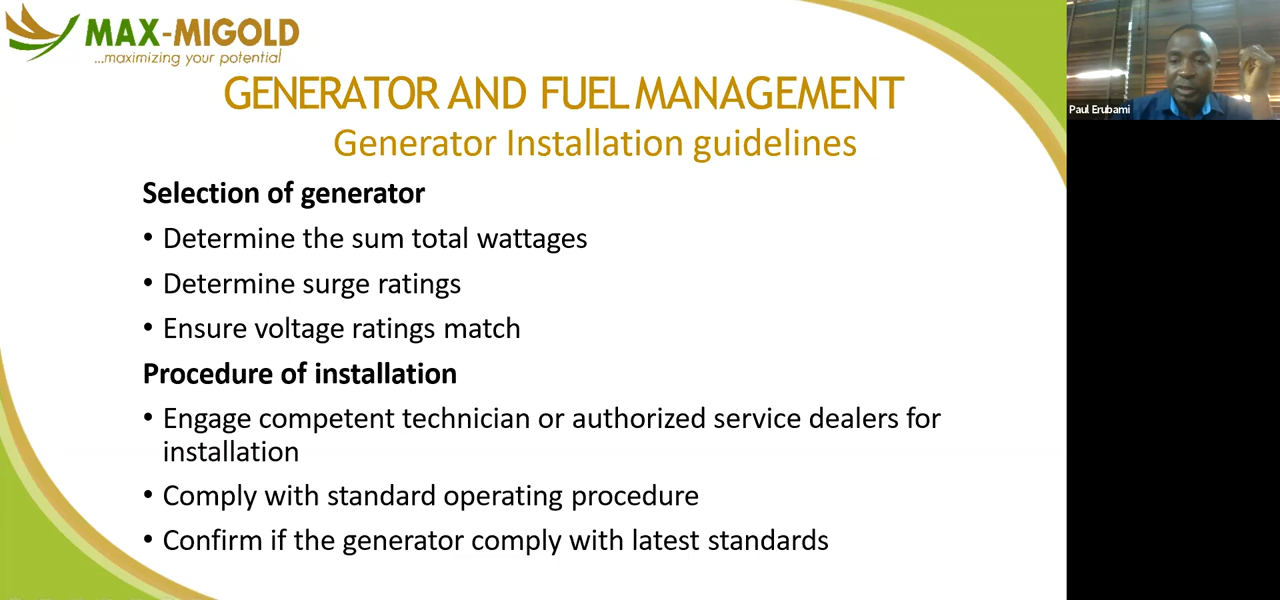 MAX-MIGOLD
...maximizing your potential
Paul Erubami
GENERATOR AND FUEL MANAGEMENT
Generator Installation guidelines
Selection of generator
• Determine the sum total wattages
• Determine surge ratings
• Ensure voltage ratings match
Procedure of installation
• Engage competent technician or authorized service dealers for
installation
• Comply with standard operating procedure
• Confirm if the generator comply with latest standards